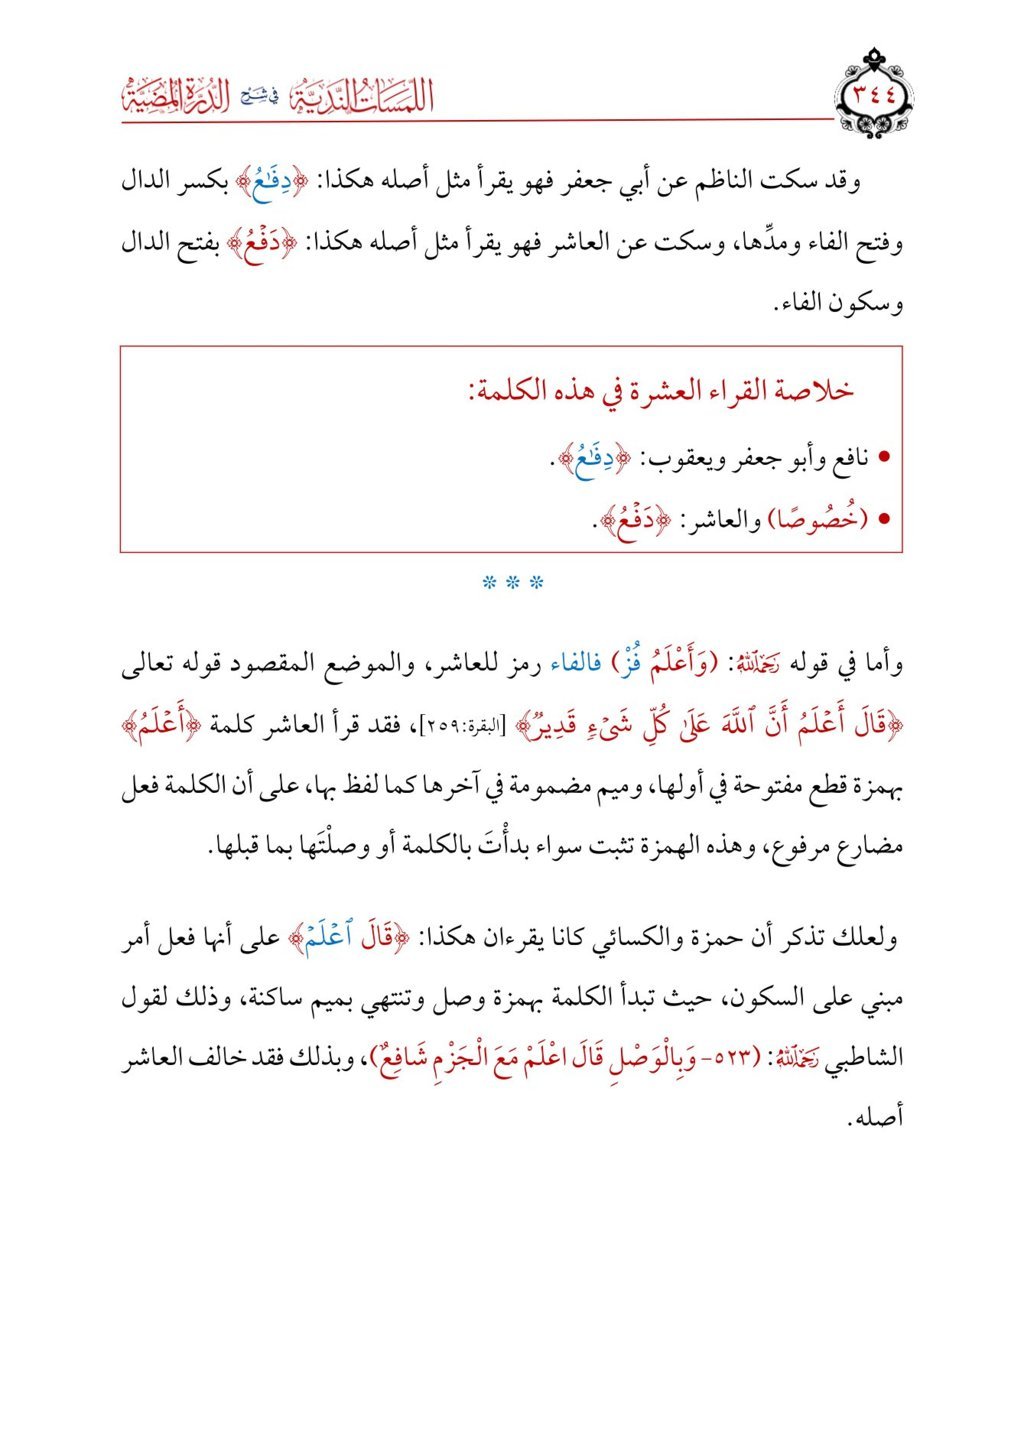 ٣٤٤
اللمسات الندية في شرح الدرة المضية
وقد سكت الناظم عن أبي جعفر فهو يقرأ مثل أصله هكذا: ﴿دِفَٰعُ﴾ بكسر الدال
وفتح الفاء ومدِّها، وسكت عن العاشر فهو يقرأ مثل أصله هكذا: ﴿دَفۡعُ﴾ بفتح الدال
وسكون الفاء.
خلاصة القراء العشرة في هذه الكلمة:
• نافع وأبو جعفر ويعقوب: ﴿دِفَٰعُ﴾.
• (خُصُوصًا) والعاشر: ﴿دَفۡعُ﴾.
* * *
وأما في قوله رَحِمَهُ ٱللَّهُ: (وَأَعْلَمُ فُزْ) فالفاء رمز للعاشر، والموضع المقصود قوله تعالى
﴿قَالَ أَعۡلَمُ أَنَّ ٱللَّهَ عَلَىٰ كُلِّ شَيۡءٖ قَدِيرٞ﴾ [البقرة:٢٥٩]، فقد قرأ العاشر كلمة ﴿أَعۡلَمُ﴾
بهمزة قطع مفتوحة في أولها، وميم مضمومة في آخرها كما لفظ بها، على أن الكلمة فعل
مضارع مرفوع، وهذه الهمزة تثبت سواء بدأْتَ بالكلمة أو وصلْتَها بما قبلها.
ولعلك تذكر أن حمزة والكسائي كانا يقرءان هكذا: ﴿قَالَ ٱعۡلَمۡ﴾ على أنها فعل أمر
مبني على السكون، حيث تبدأ الكلمة بهمزة وصل وتنتهي بميم ساكنة، وذلك لقول
الشاطبي رَحِمَهُ ٱللَّهُ: (٥٢٣- وَبِالْوَصْلِ قَالَ اعْلَمْ مَعَ الْجَزْمِ شَافِعٌ)، وبذلك فقد خالف العاشر
أصله.